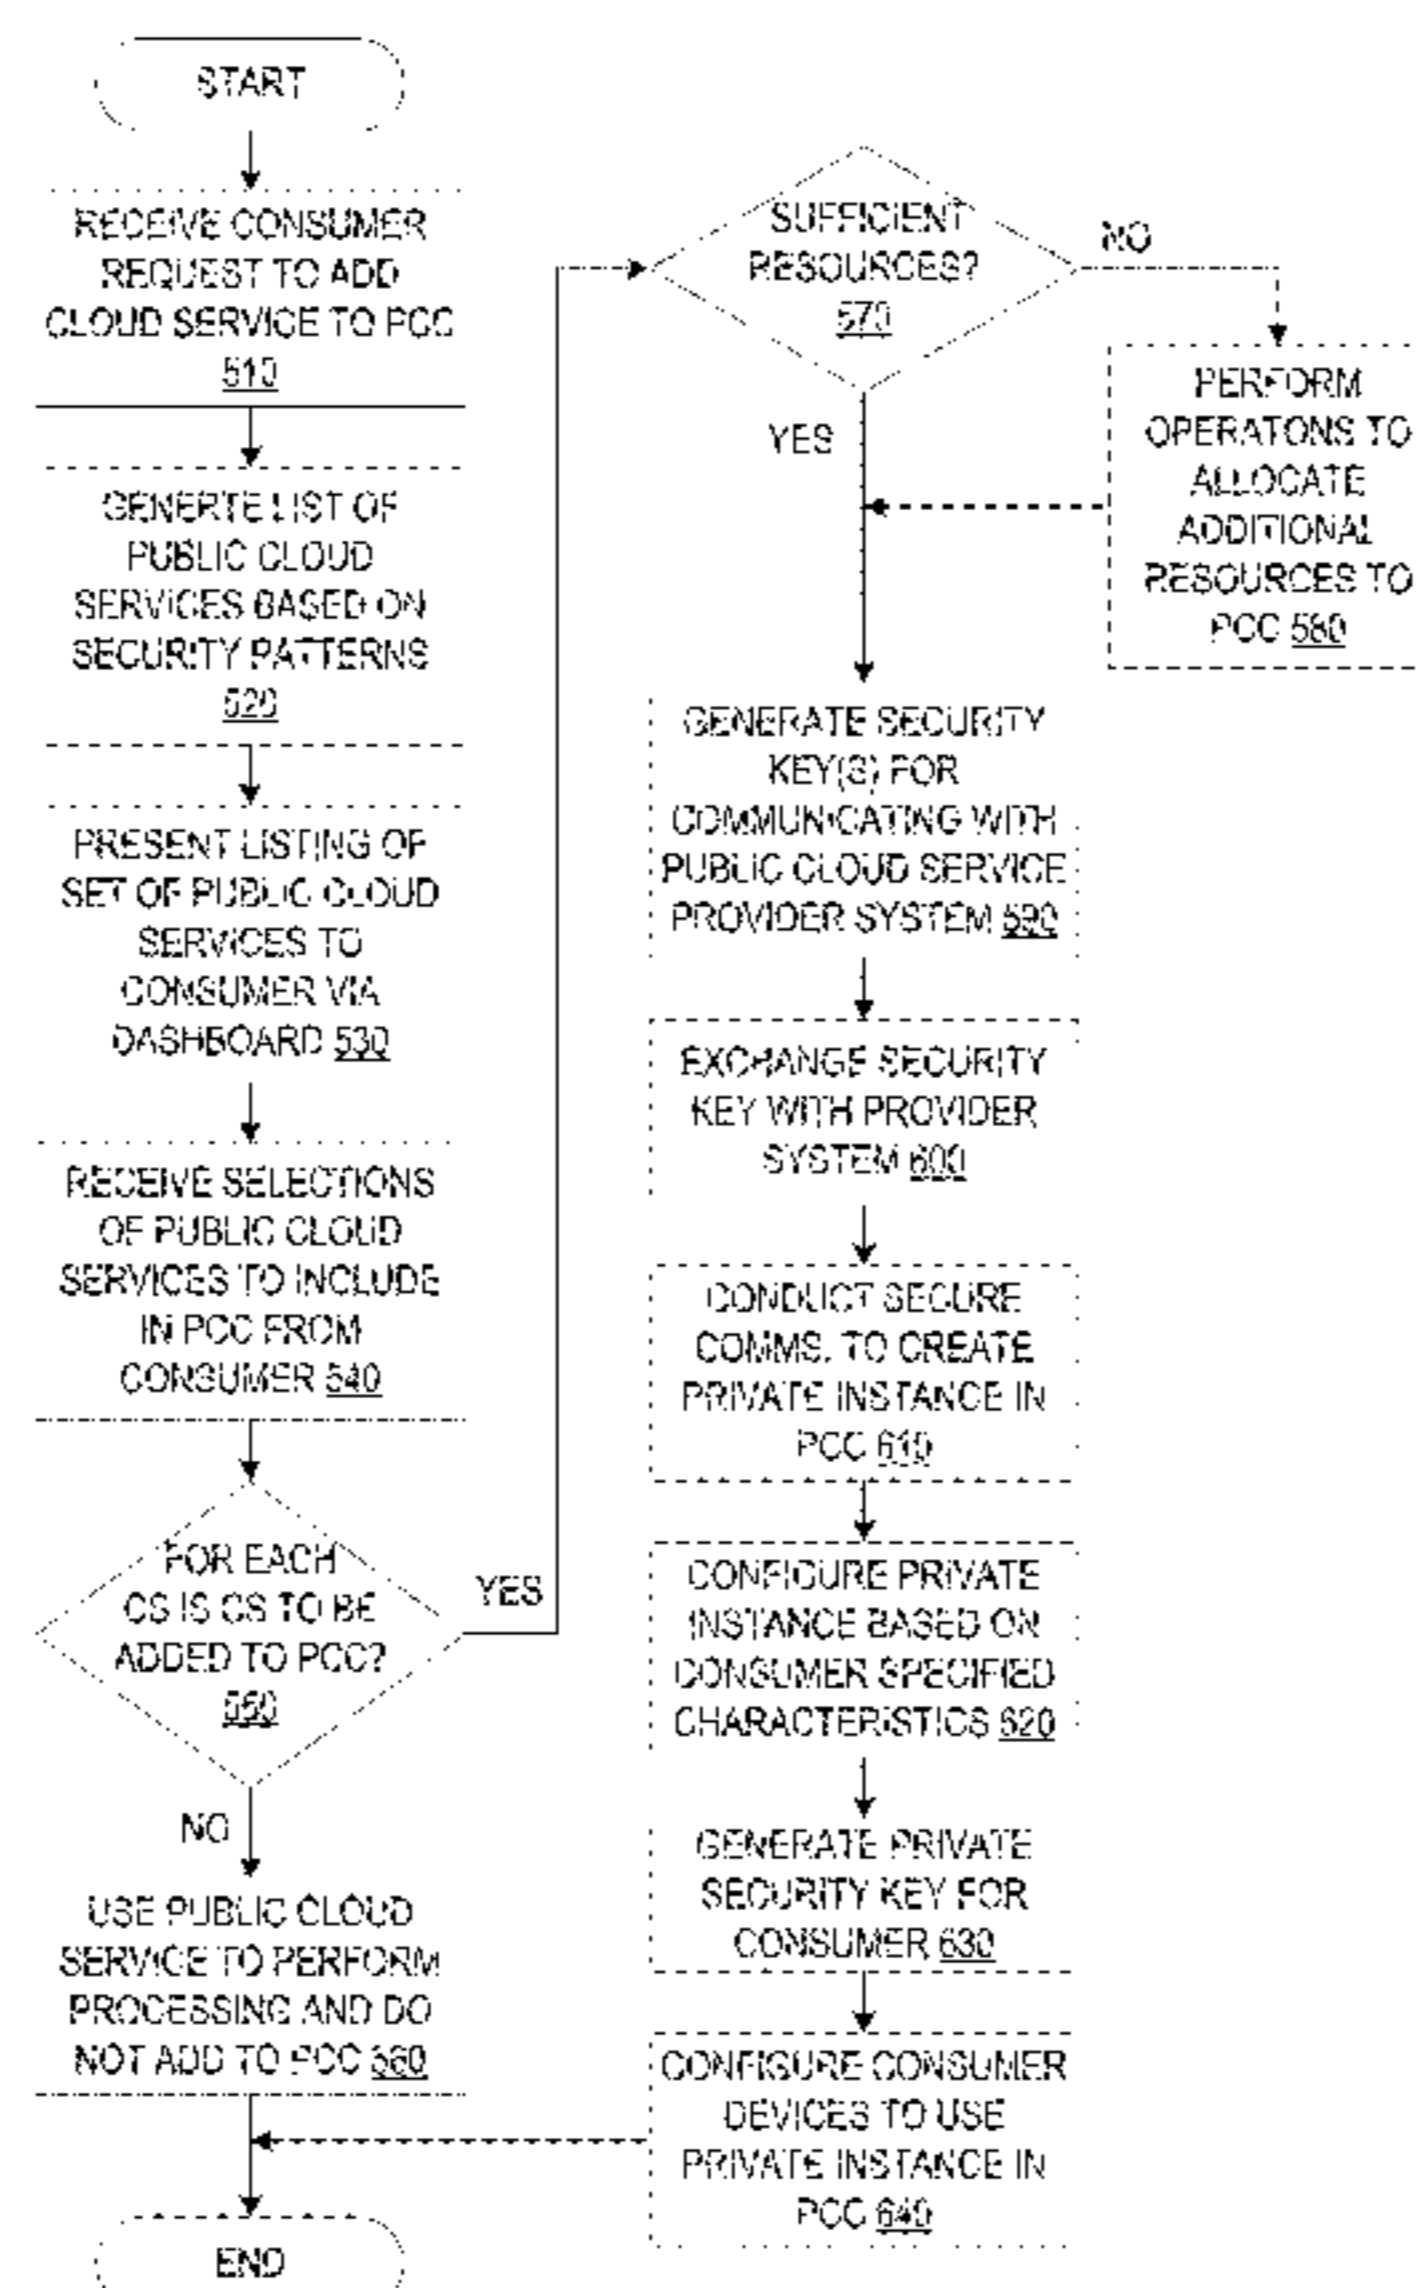 START
RECEIVE CONSUMER
REQUEST TO ADD
CLOUD SERVICE TO PCC
510
GENERTE LIST OF
PUBLIC CLOUD
SERVICES BASED ON
SECURITY PATTERNS
520
PRESENT LISTING OF
SET OF PUBLIC CLOUD
SERVICES TO
CONSUMER VIA
DASHBOARD 530
RECEIVE SELECTIONS
OF PUBLIC CLOUD
SERVICES TO INCLUDE
IN PCC FROM
CONSUMER 540
FOR EACH
CS IS CS TO BE
ADDED TO PCC?
550
YES
NO
USE PUBLIC CLOUD
SERVICE TO PERFORM
PROCESSING AND DO
NOT ADD TO PCC 560
END
SUFFICIENT
RESOURCES?
570
NO
YES
PERFORM
OPERATONS TO
ALLOCATE
ADDITIONAL
RESOURCES TO
PCC 580
GENERATE SECURITY
KEY(S) FOR
COMMUNICATING WITH
PUBLIC CLOUD SERVICE
PROVIDER SYSTEM 590
EXCHANGE SECURITY
KEY WITH PROVIDER
SYSTEM 600
CONDUCT SECURE
COMMS. TO CREATE
PRIVATE INSTANCE IN
PCC 610
CONFIGURE PRIVATE
INSTANCE BASED ON
CONSUMER SPECIFIED
CHARACTERISTICS 620
GENERATE PRIVATE
SECURITY KEY FOR
CONSUMER 630
CONFIGURE CONSUMER
DEVICES TO USE
PRIVATE INSTANCE IN
PCC 640